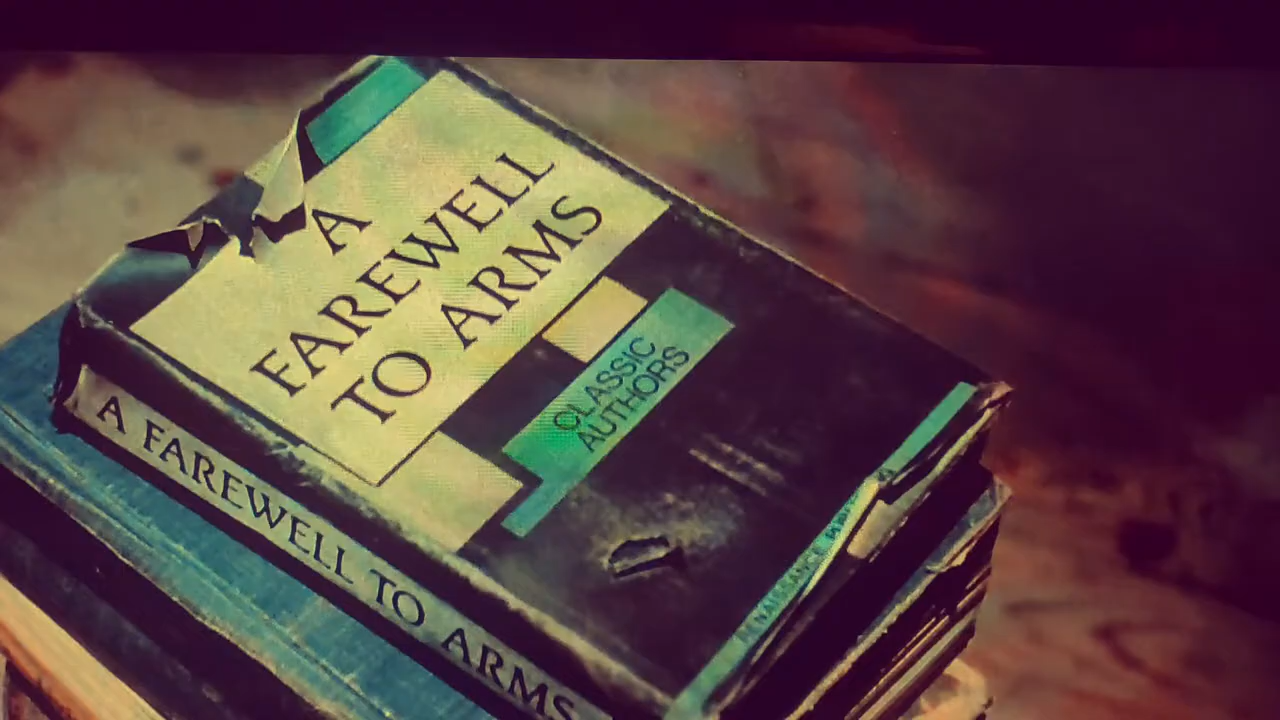 A
FAREWELL
TO ARMS
CLASSIC
AUTHORS
A FAREWELL TO ARMS